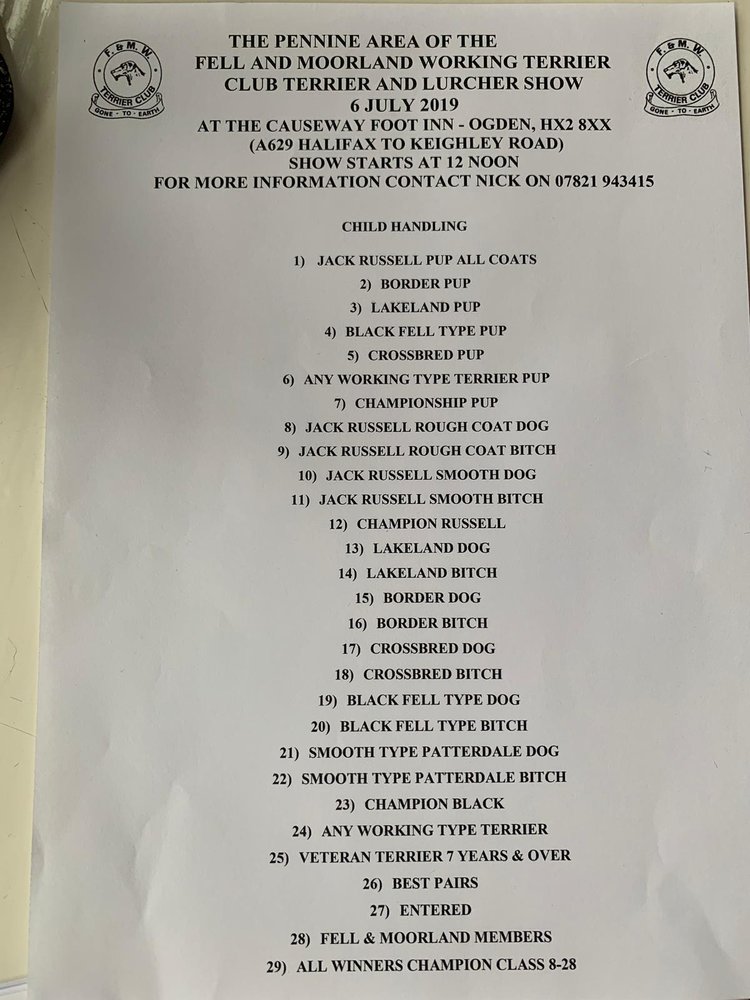 THE PENNINE AREA OF THE
FELL AND MOORLAND WORKING TERRIER
CLUB TERRIER AND LURCHER SHOW
6 JULY 2019
AT THE CAUSEWAY FOOT INN - OGDEN, HX2 8XX
(A629 HALIFAX TO KEIGHLEY ROAD)
SHOW STARTS AT 12 NOON
FOR MORE INFORMATION CONTACT NICK ON 07821 943415
F. & M. W.
TERRIER CLUB
GONE - TO - EARTH
F. & M. W.
TERRIER CLUB
GONE - TO - EARTH
CHILD HANDLING
1) JACK RUSSELL PUP ALL COATS
2) BORDER PUP
3) LAKELAND PUP
4) BLACK FELL TYPE PUP
5) CROSSBRED PUP
6) ANY WORKING TYPE TERRIER PUP
7) CHAMPIONSHIP PUP
8) JACK RUSSELL ROUGH COAT DOG
9) JACK RUSSELL ROUGH COAT BITCH
10) JACK RUSSELL SMOOTH DOG
11) JACK RUSSELL SMOOTH BITCH
12) CHAMPION RUSSELL
13) LAKELAND DOG
14) LAKELAND BITCH
15) BORDER DOG
16) BORDER BITCH
17) CROSSBRED DOG
18) CROSSBRED BITCH
19) BLACK FELL TYPE DOG
20) BLACK FELL TYPE BITCH
21) SMOOTH TYPE PATTERDALE DOG
22) SMOOTH TYPE PATTERDALE BITCH
23) CHAMPION BLACK
24) ANY WORKING TYPE TERRIER
25) VETERAN TERRIER 7 YEARS & OVER
26) BEST PAIRS
27) ENTERED
28) FELL & MOORLAND MEMBERS
29) ALL WINNERS CHAMPION CLASS 8-28